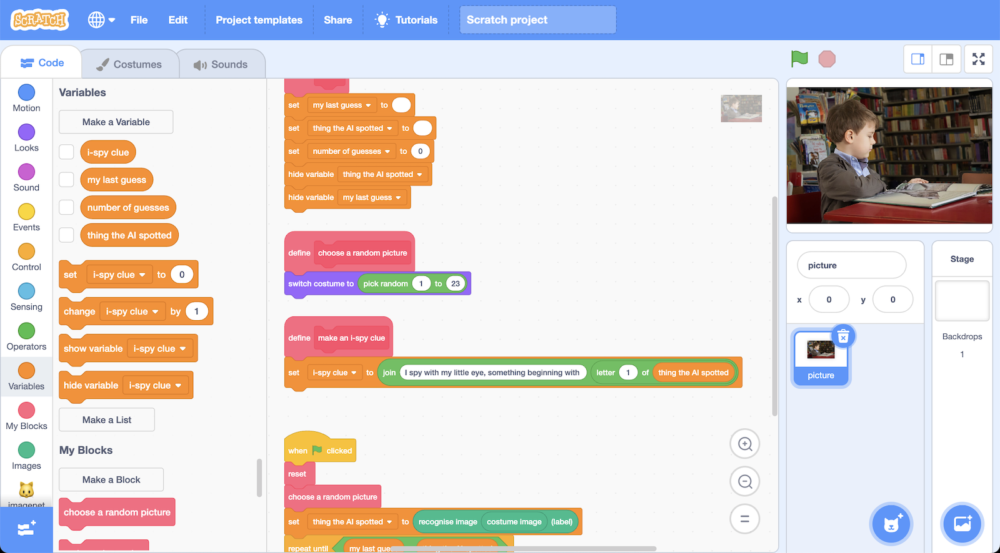 SCRATCH
File
Edit
Project templates
Share
Tutorials
Scratch project
Code
Costumes
Sounds
Motion
Looks
Sound
Events
Control
Sensing
Operators
Variables
My Blocks
Images
imagenet
Variables
Make a Variable
i-spy clue
my last guess
number of guesses
thing the AI spotted
set i-spy clue to 0
change i-spy clue by 1
show variable i-spy clue
hide variable i-spy clue
Make a List
My Blocks
Make a Block
choose a random picture
set my last guess to
set thing the AI spotted to
set number of guesses to 0
hide variable thing the AI spotted
hide variable my last guess
define choose a random picture
switch costume to pick random 1 to 23
define make an i-spy clue
set i-spy clue to join I spy with my little eye, something beginning with letter 1 of thing the AI spotted
when clicked
reset
choose a random picture
set thing the AI spotted to recognise image costume image (label)
repeat until my last
picture
x 0 y 0
picture
Stage
Backdrops
1